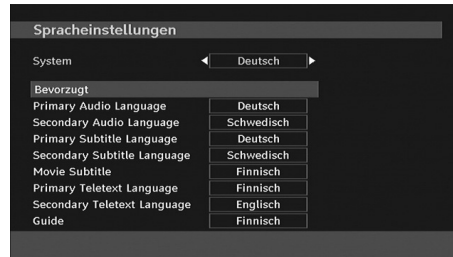 Spracheinstellungen
System Deutsch
Bevorzugt
Primary Audio Language Deutsch
Secondary Audio Language Schwedisch
Primary Subtitle Language Deutsch
Secondary Subtitle Language Schwedisch
Movie Subtitle Finnisch
Primary Teletext Language Finnisch
Secondary Teletext Language Englisch
Guide Finnisch